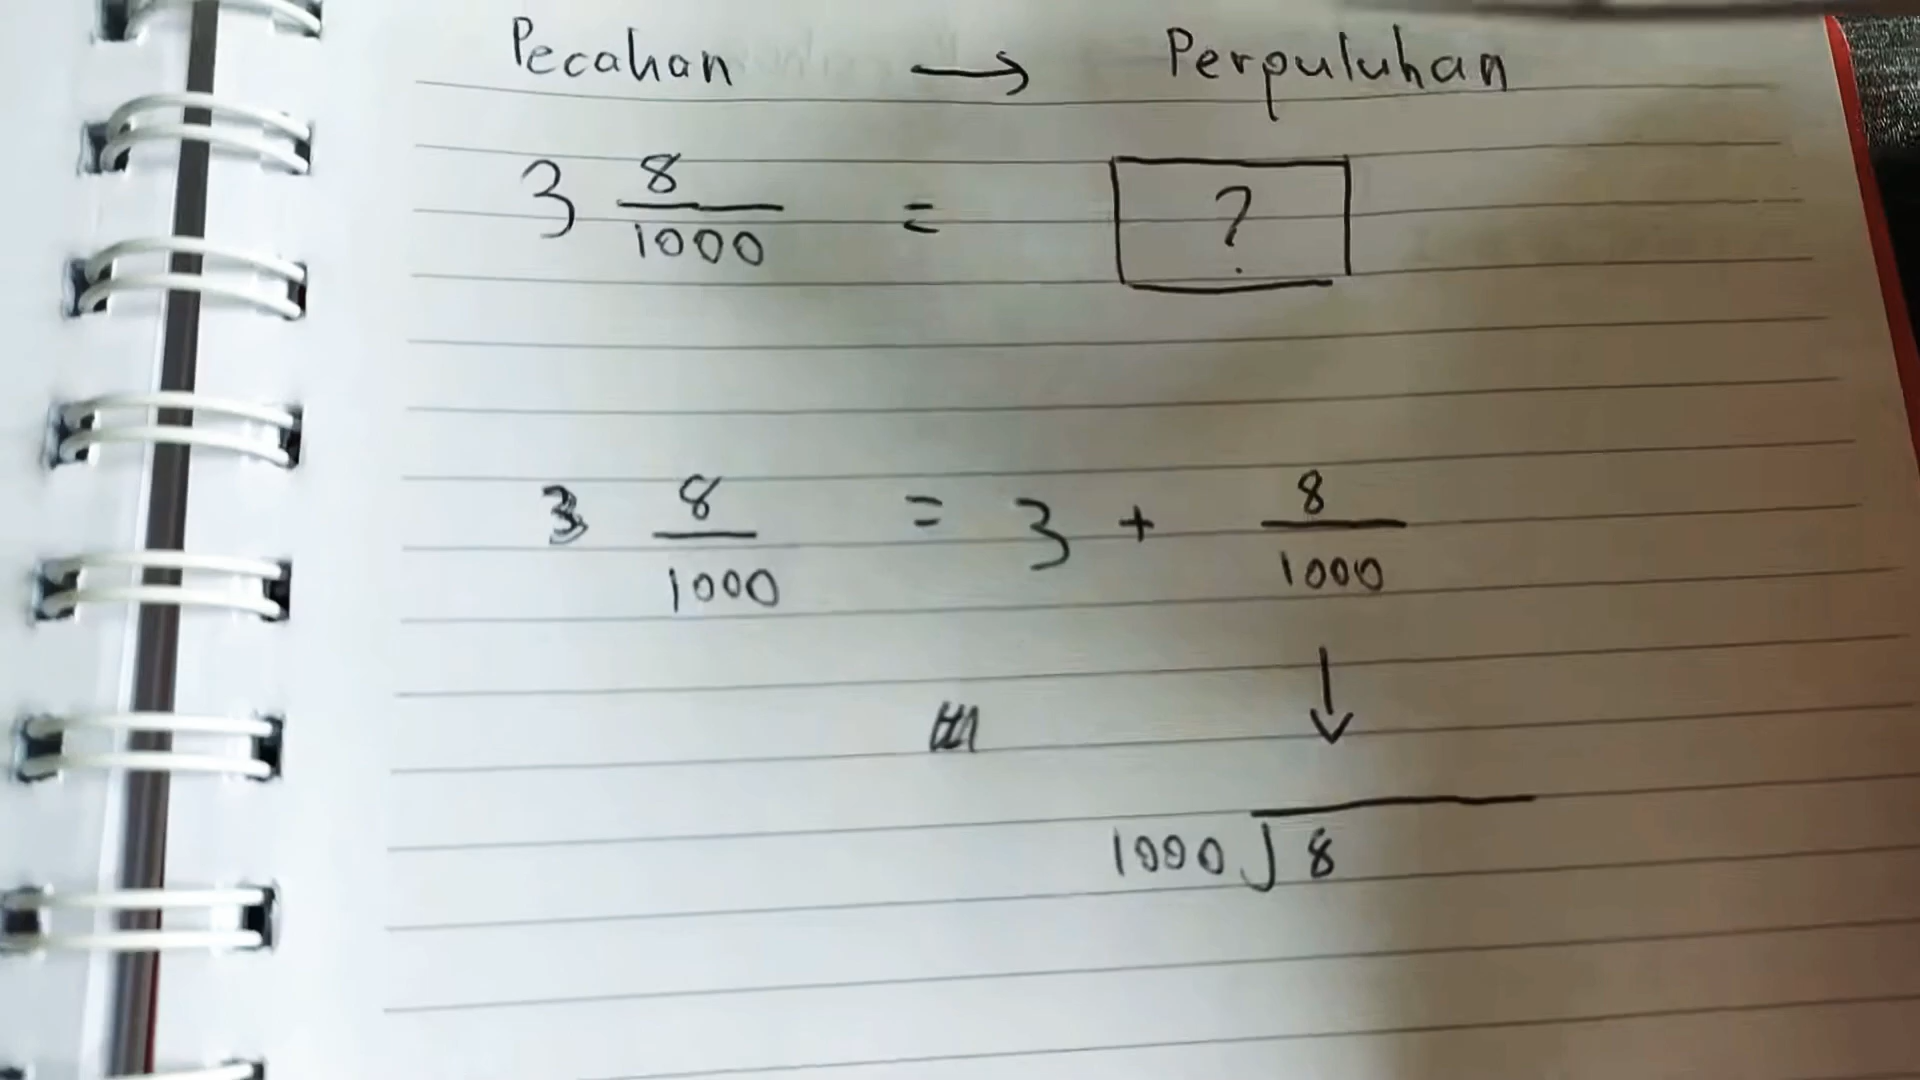 Pecahan → Perpuluhan
3 8/1000 = ?
3 8/1000 = 3 + 8/1000
↓
1000 ⟌ 8